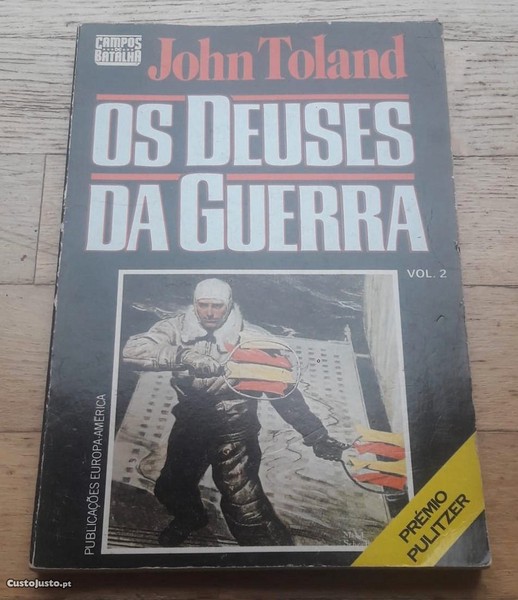 CAMPOS
DE
BATALHA
John Toland
OS DEUSES
DA GUERRA
VOL. 2
PUBLICAÇÕES EUROPA-AMÉRICA
PRÉMIO
PULITZER
CustoJusto.pt